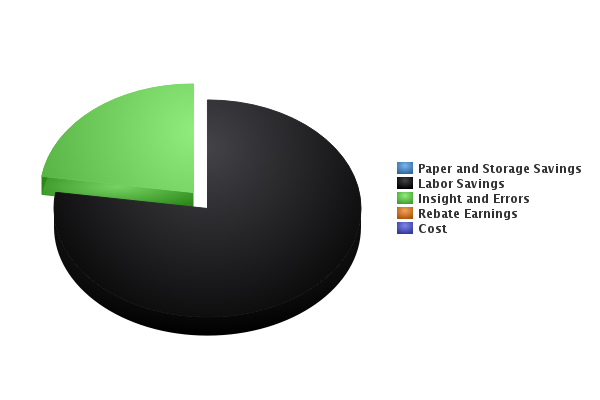 Paper and Storage Savings
Labor Savings
Insight and Errors
Rebate Earnings
Cost